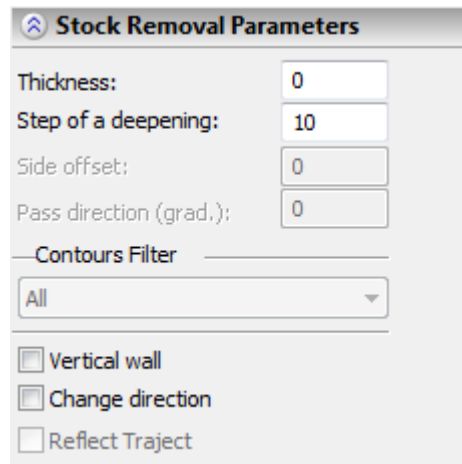 Stock Removal Parameters
Thickness: 0
Step of a deepening: 10
Side offset: 0
Pass direction (grad.): 0
Contours Filter
All
Vertical wall
Change direction
Reflect Traject